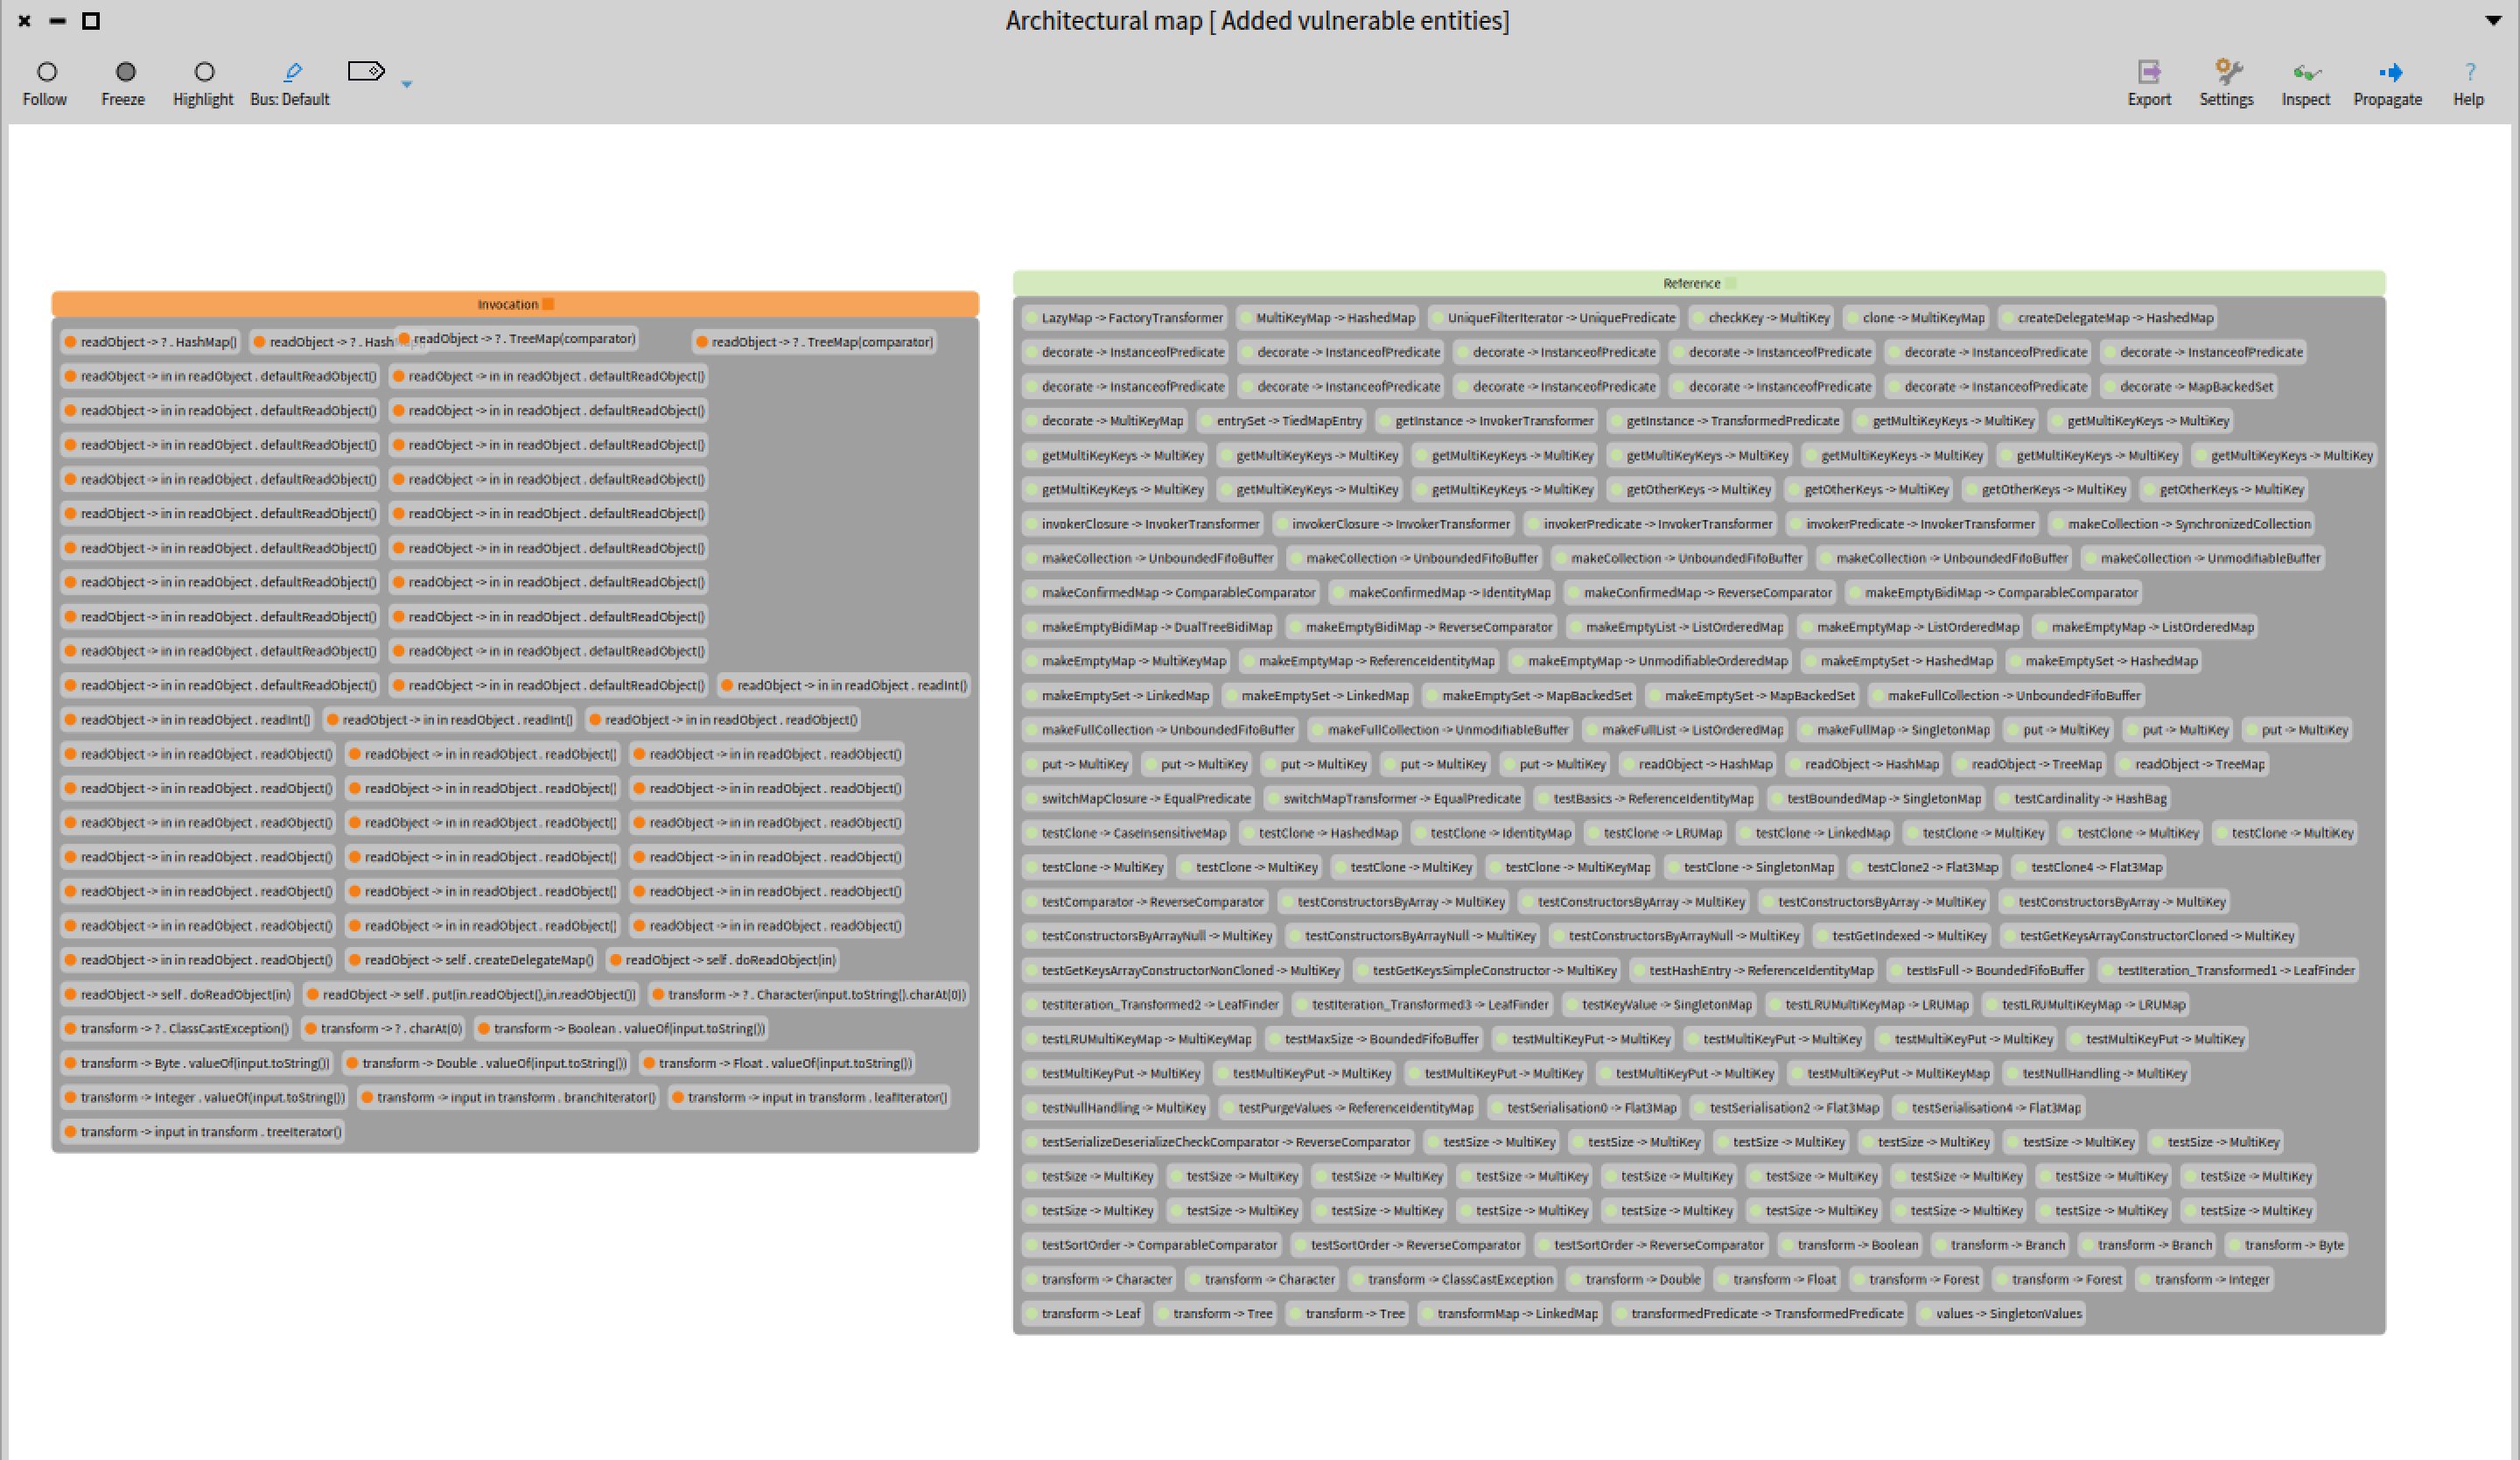 Architectural map [ Added vulnerable entities]
Follow Freeze Highlight Bus: Default Export Settings Inspect Propagate Help
Invocation
readObject -> ? . HashMap() readObject -> ? . Hash readObject -> ? . TreeMap(comparator) readObject -> ? . TreeMap(comparator)
readObject -> in in readObject . defaultReadObject() readObject -> in in readObject . defaultReadObject()
readObject -> in in readObject . defaultReadObject() readObject -> in in readObject . defaultReadObject()
readObject -> in in readObject . defaultReadObject() readObject -> in in readObject . defaultReadObject()
readObject -> in in readObject . defaultReadObject() readObject -> in in readObject . defaultReadObject()
readObject -> in in readObject . defaultReadObject() readObject -> in in readObject . defaultReadObject()
readObject -> in in readObject . defaultReadObject() readObject -> in in readObject . defaultReadObject()
readObject -> in in readObject . defaultReadObject() readObject -> in in readObject . defaultReadObject()
readObject -> in in readObject . defaultReadObject() readObject -> in in readObject . defaultReadObject()
readObject -> in in readObject . defaultReadObject() readObject -> in in readObject . defaultReadObject()
readObject -> in in readObject . defaultReadObject() readObject -> in in readObject . defaultReadObject() readObject -> in in readObject . readInt()
readObject -> in in readObject . readInt() readObject -> in in readObject . readInt() readObject -> in in readObject . readObject()
readObject -> in in readObject . readObject() readObject -> in in readObject . readObject() readObject -> in in readObject . readObject()
readObject -> in in readObject . readObject() readObject -> in in readObject . readObject() readObject -> in in readObject . readObject()
readObject -> in in readObject . readObject() readObject -> in in readObject . readObject() readObject -> in in readObject . readObject()
readObject -> in in readObject . readObject() readObject -> in in readObject . readObject() readObject -> in in readObject . readObject()
readObject -> in in readObject . readObject() readObject -> in in readObject . readObject() readObject -> in in readObject . readObject()
readObject -> in in readObject . readObject() readObject -> in in readObject . readObject() readObject -> in in readObject . readObject()
readObject -> in in readObject . readObject() readObject -> self . createDelegateMap() readObject -> self . doReadObject(in)
readObject -> self . doReadObject(in) readObject -> self . put(in.readObject(),in.readObject()) transform -> ? . Character(input.toString().charAt(0))
transform -> ? . ClassCastException() transform -> ? . charAt(0) transform -> Boolean . valueOf(input.toString())
transform -> Byte . valueOf(input.toString()) transform -> Double . valueOf(input.toString()) transform -> Float . valueOf(input.toString())
transform -> Integer . valueOf(input.toString()) transform -> input in transform . branchIterator() transform -> input in transform . leafIterator()
transform -> input in transform . treeIterator()
Reference
LazyMap -> FactoryTransformer MultiKeyMap -> HashedMap UniqueFilterIterator -> UniquePredicate checkKey -> MultiKey clone -> MultiKeyMap createDelegateMap -> HashedMap
decorate -> InstanceofPredicate decorate -> InstanceofPredicate decorate -> InstanceofPredicate decorate -> InstanceofPredicate decorate -> InstanceofPredicate decorate -> InstanceofPredicate
decorate -> InstanceofPredicate decorate -> InstanceofPredicate decorate -> InstanceofPredicate decorate -> InstanceofPredicate decorate -> InstanceofPredicate decorate -> MapBackedSet
decorate -> MultiKeyMap entrySet -> TiedMapEntry getInstance -> InvokerTransformer getInstance -> TransformedPredicate getMultiKeyKeys -> MultiKey getMultiKeyKeys -> MultiKey
getMultiKeyKeys -> MultiKey getMultiKeyKeys -> MultiKey getMultiKeyKeys -> MultiKey getMultiKeyKeys -> MultiKey getMultiKeyKeys -> MultiKey getMultiKeyKeys -> MultiKey getMultiKeyKeys -> MultiKey
getMultiKeyKeys -> MultiKey getMultiKeyKeys -> MultiKey getMultiKeyKeys -> MultiKey getOtherKeys -> MultiKey getOtherKeys -> MultiKey getOtherKeys -> MultiKey getOtherKeys -> MultiKey
invokerClosure -> InvokerTransformer invokerClosure -> InvokerTransformer invokerPredicate -> InvokerTransformer invokerPredicate -> InvokerTransformer makeCollection -> SynchronizedCollection
makeCollection -> UnboundedFifoBuffer makeCollection -> UnboundedFifoBuffer makeCollection -> UnboundedFifoBuffer makeCollection -> UnboundedFifoBuffer makeCollection -> UnmodifiableBuffer
makeConfirmedMap -> ComparableComparator makeConfirmedMap -> IdentityMap makeConfirmedMap -> ReverseComparator makeEmptyBidiMap -> ComparableComparator
makeEmptyBidiMap -> DualTreeBidiMap makeEmptyBidiMap -> ReverseComparator makeEmptyList -> ListOrderedMap makeEmptyMap -> ListOrderedMap makeEmptyMap -> ListOrderedMap
makeEmptyMap -> MultiKeyMap makeEmptyMap -> ReferenceIdentityMap makeEmptyMap -> UnmodifiableOrderedMap makeEmptySet -> HashedMap makeEmptySet -> HashedMap
makeEmptySet -> LinkedMap makeEmptySet -> LinkedMap makeEmptySet -> MapBackedSet makeEmptySet -> MapBackedSet makeFullCollection -> UnboundedFifoBuffer
makeFullCollection -> UnboundedFifoBuffer makeFullCollection -> UnmodifiableBuffer makeFullList -> ListOrderedMap makeFullMap -> SingletonMap put -> MultiKey put -> MultiKey put -> MultiKey
put -> MultiKey put -> MultiKey put -> MultiKey put -> MultiKey put -> MultiKey readObject -> HashMap readObject -> HashMap readObject -> TreeMap readObject -> TreeMap
switchMapClosure -> EqualPredicate switchMapTransformer -> EqualPredicate testBasics -> ReferenceIdentityMap testBoundedMap -> SingletonMap testCardinality -> HashBag
testClone -> CaseInsensitiveMap testClone -> HashedMap testClone -> IdentityMap testClone -> LRUMap testClone -> LinkedMap testClone -> MultiKey testClone -> MultiKey testClone -> MultiKey
testClone -> MultiKey testClone -> MultiKey testClone -> MultiKey testClone -> MultiKeyMap testClone -> SingletonMap testClone2 -> Flat3Map testClone4 -> Flat3Map
testComparator -> ReverseComparator testConstructorsByArray -> MultiKey testConstructorsByArray -> MultiKey testConstructorsByArray -> MultiKey testConstructorsByArray -> MultiKey
testConstructorsByArrayNull -> MultiKey testConstructorsByArrayNull -> MultiKey testConstructorsByArrayNull -> MultiKey testGetIndexed -> MultiKey testGetKeysArrayConstructorCloned -> MultiKey
testGetKeysArrayConstructorNonCloned -> MultiKey testGetKeysSimpleConstructor -> MultiKey testHashEntry -> ReferenceIdentityMap testIsFull -> BoundedFifoBuffer testIteration_Transformed1 -> LeafFinder
testIteration_Transformed2 -> LeafFinder testIteration_Transformed3 -> LeafFinder testKeyValue -> SingletonMap testLRUMultiKeyMap -> LRUMap testLRUMultiKeyMap -> LRUMap
testLRUMultiKeyMap -> MultiKeyMap testMaxSize -> BoundedFifoBuffer testMultiKeyPut -> MultiKey testMultiKeyPut -> MultiKey testMultiKeyPut -> MultiKey testMultiKeyPut -> MultiKey
testMultiKeyPut -> MultiKey testMultiKeyPut -> MultiKey testMultiKeyPut -> MultiKey testMultiKeyPut -> MultiKey testMultiKeyPut -> MultiKeyMap testNullHandling -> MultiKey
testNullHandling -> MultiKey testPurgeValues -> ReferenceIdentityMap testSerialisation0 -> Flat3Map testSerialisation2 -> Flat3Map testSerialisation4 -> Flat3Map
testSerializeDeserializeCheckComparator -> ReverseComparator testSize -> MultiKey testSize -> MultiKey testSize -> MultiKey testSize -> MultiKey testSize -> MultiKey testSize -> MultiKey
testSize -> MultiKey testSize -> MultiKey testSize -> MultiKey testSize -> MultiKey testSize -> MultiKey testSize -> MultiKey testSize -> MultiKey testSize -> MultiKey testSize -> MultiKey
testSize -> MultiKey testSize -> MultiKey testSize -> MultiKey testSize -> MultiKey testSize -> MultiKey testSize -> MultiKey testSize -> MultiKey testSize -> MultiKey testSize -> MultiKey
testSortOrder -> ComparableComparator testSortOrder -> ReverseComparator testSortOrder -> ReverseComparator transform -> Boolean transform -> Branch transform -> Branch transform -> Byte
transform -> Character transform -> Character transform -> ClassCastException transform -> Double transform -> Float transform -> Forest transform -> Forest transform -> Integer
transform -> Leaf transform -> Tree transform -> Tree transformMap -> LinkedMap transformedPredicate -> TransformedPredicate values -> SingletonValues